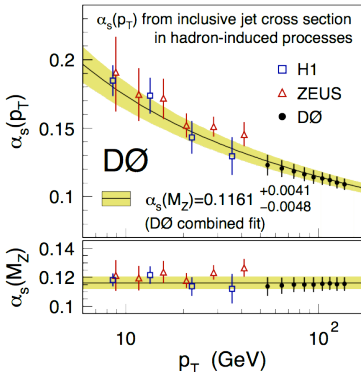 αs(pT) from inclusive jet cross section
in hadron-induced processes
H1
ZEUS
DØ
αs(pT)
0.2
0.15
0.1
DØ
αs(MZ)=0.1161 +0.0041 −0.0048
(DØ combined fit)
αs(MZ)
0.14
0.12
0.1
10
10²
pT (GeV)